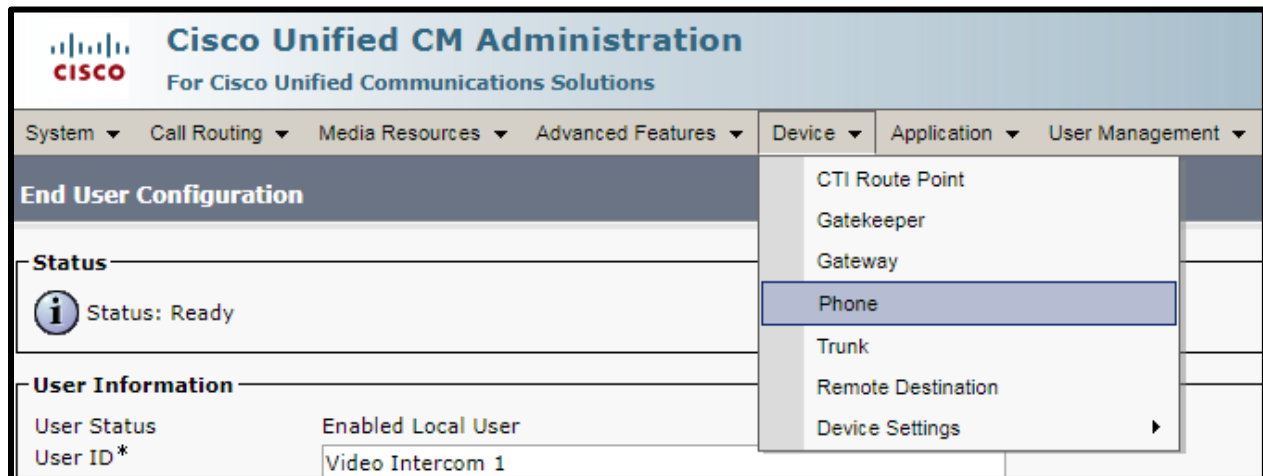 CISCO
Cisco Unified CM Administration
For Cisco Unified Communications Solutions
System Call Routing Media Resources Advanced Features Device Application User Management
End User Configuration
CTI Route Point
Gatekeeper
Gateway
Phone
Trunk
Remote Destination
Device Settings
Status
i Status: Ready
User Information
User Status Enabled Local User
User ID* Video Intercom 1